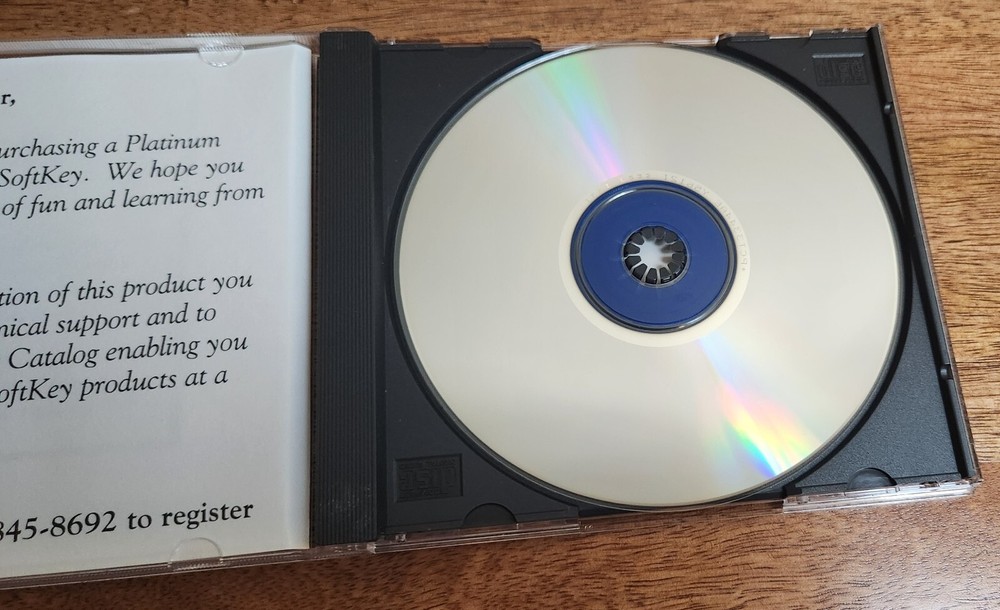 r,
urchasing a Platinum
SoftKey. We hope you
of fun and learning from
tion of this product you
nical support and to
Catalog enabling you
oftKey products at a
845-8692 to register